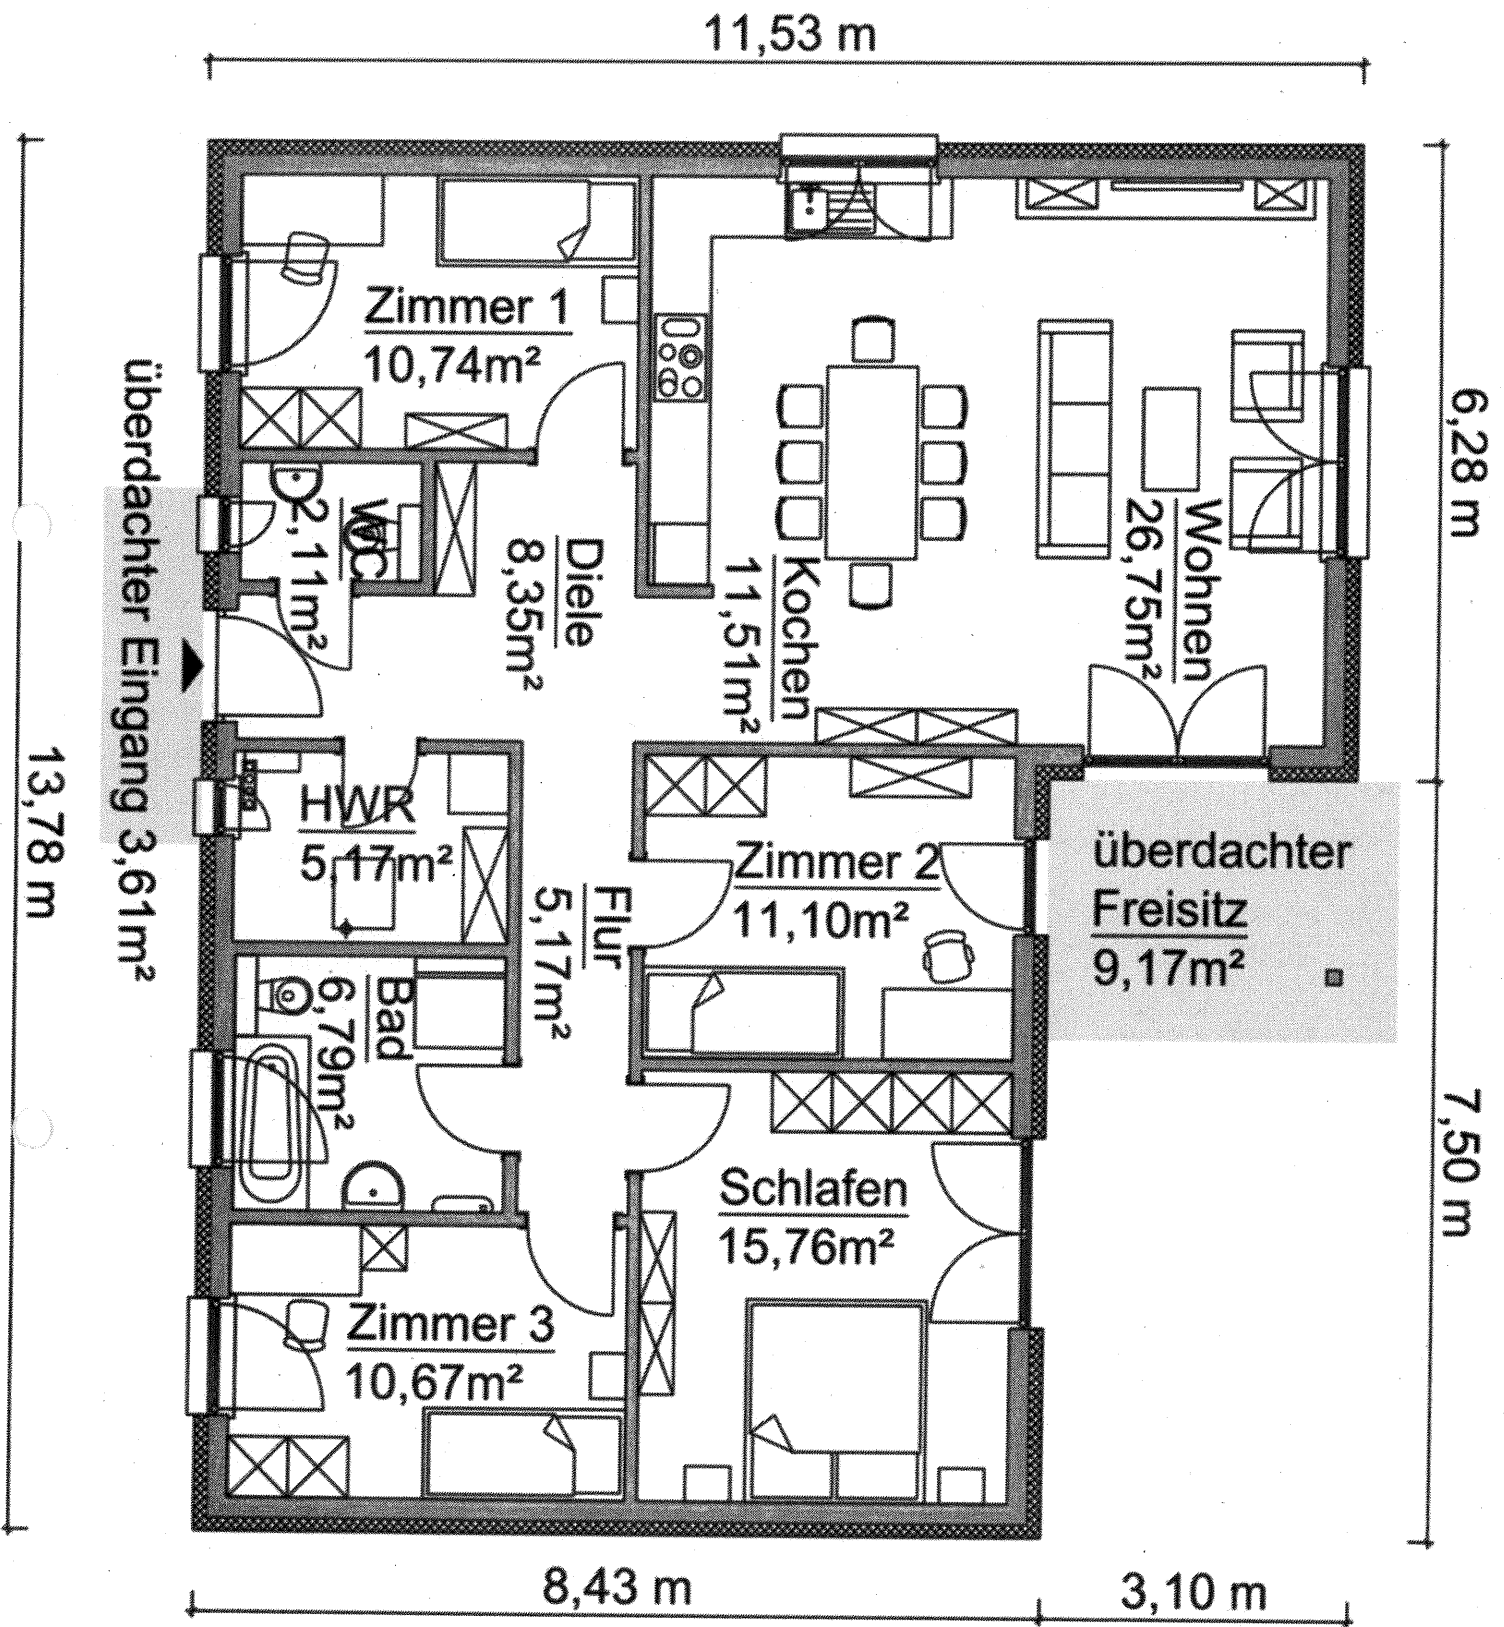 11,53 m
Zimmer 1
10,74m²
6,28 m
überdachter Eingang 3,61m²
WC
2,11m²
Diele
8,35m²
Kochen
11,51m²
Wohnen
26,75m²
13,78 m
HWR
5,17m²
Flur
5,17m²
Zimmer 2
11,10m²
überdachter
Freisitz
9,17m²
Bad
6,79m²
7,50 m
Schlafen
15,76m²
Zimmer 3
10,67m²
8,43 m
3,10 m